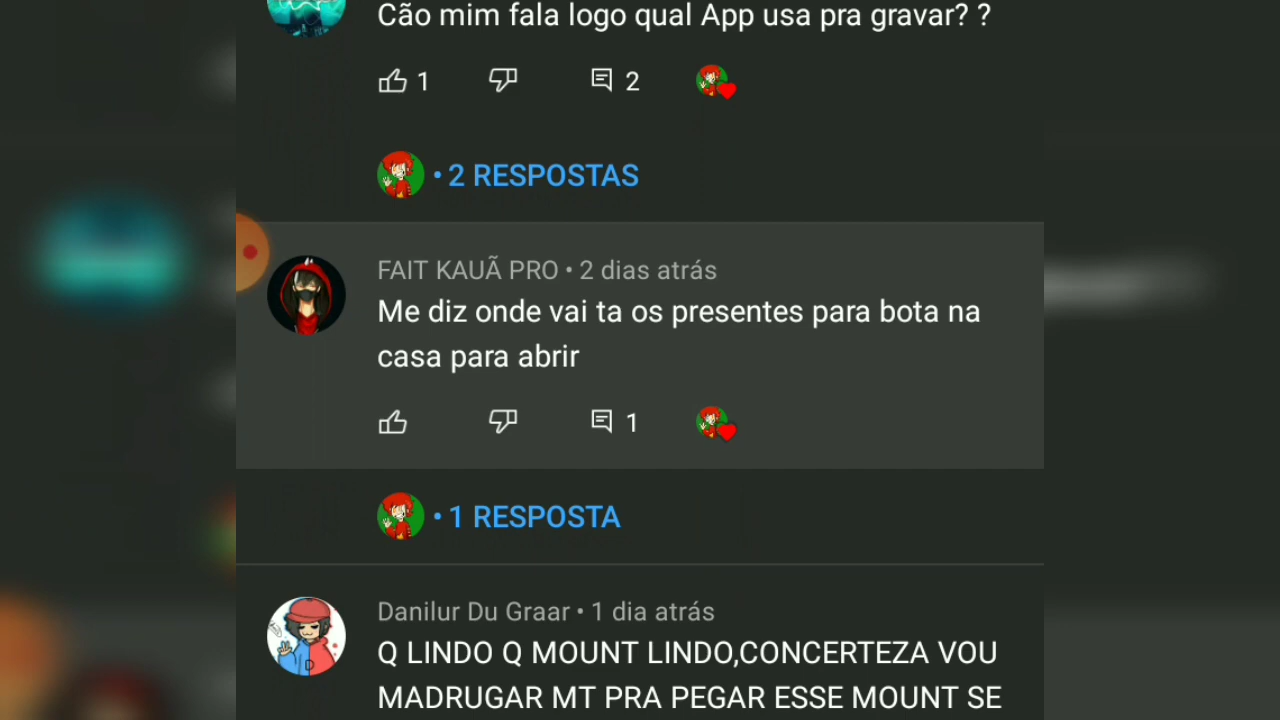 Cão mim fala logo qual App usa pra gravar? ?
1
2
• 2 RESPOSTAS
FAIT KAUÃ PRO • 2 dias atrás
Me diz onde vai ta os presentes para bota na
casa para abrir
1
• 1 RESPOSTA
Danilur Du Graar • 1 dia atrás
Q LINDO Q MOUNT LINDO,CONCERTEZA VOU
MADRUGAR MT PRA PEGAR ESSE MOUNT SE